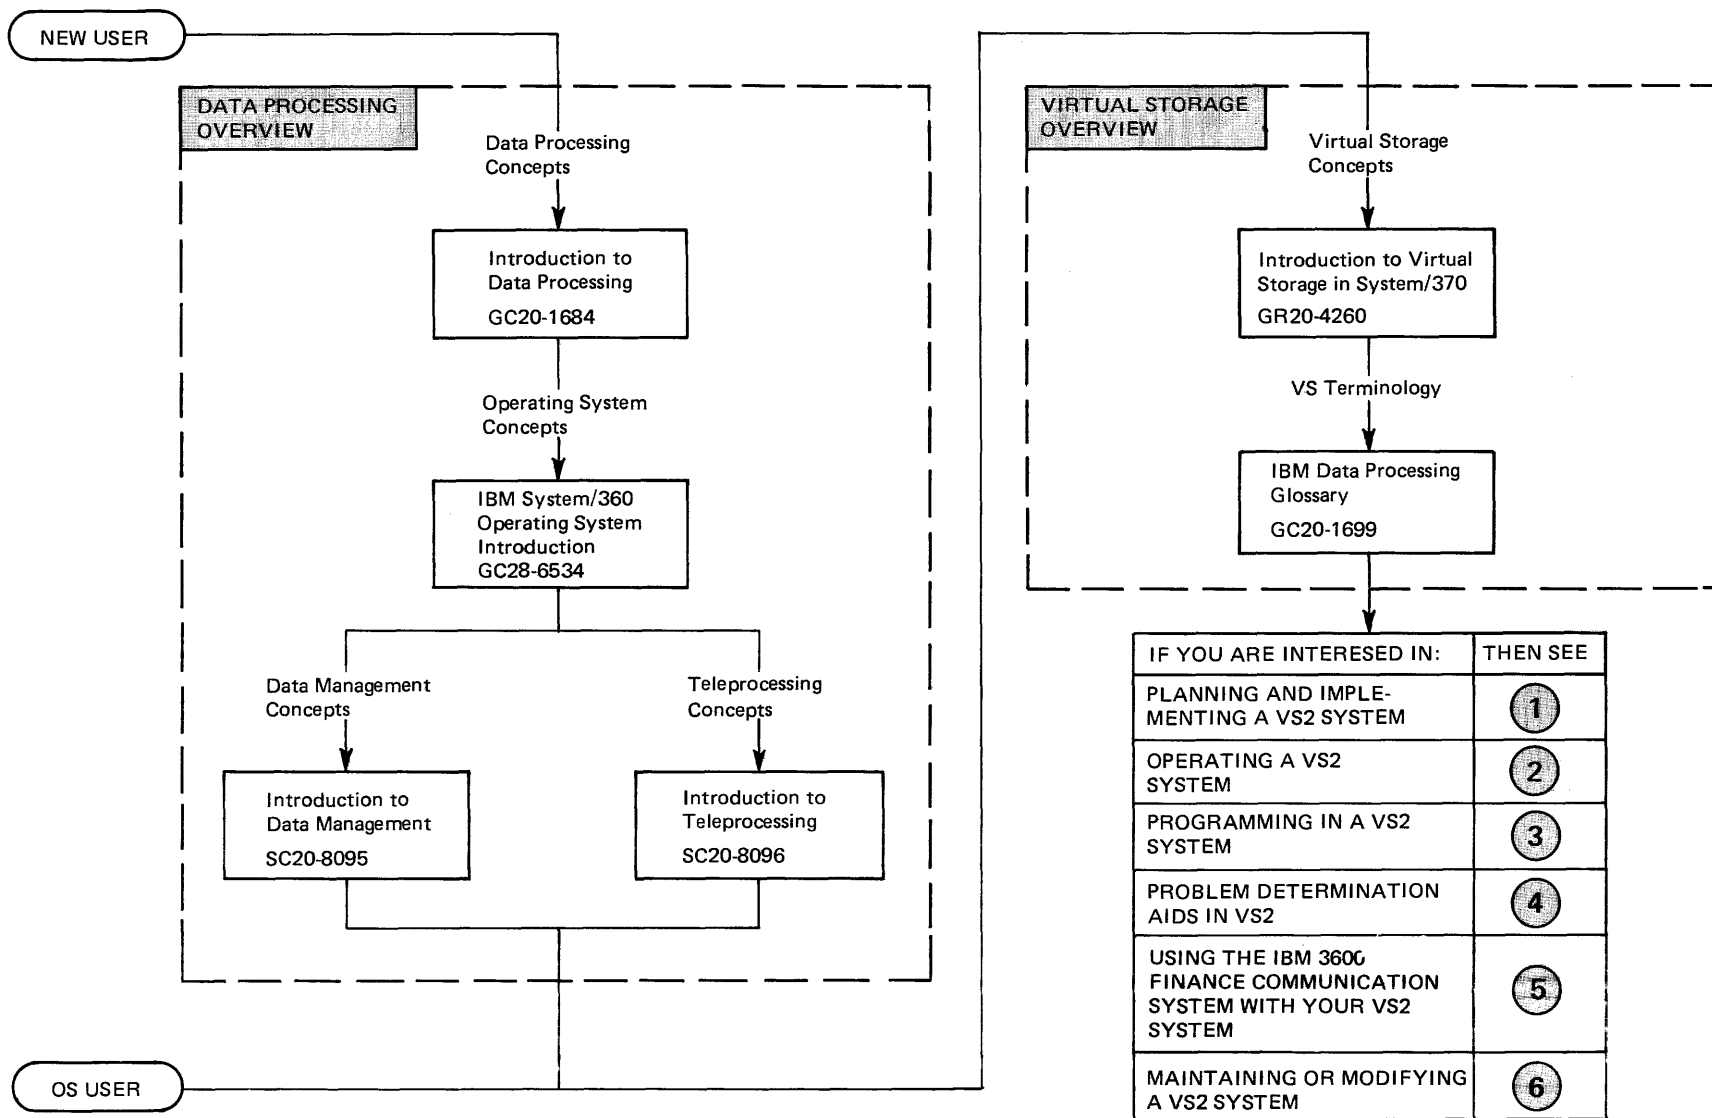 NEW USER
DATA PROCESSING
OVERVIEW
Data Processing
Concepts
Introduction to
Data Processing
GC20-1684
Operating System
Concepts
IBM System/360
Operating System
Introduction
GC28-6534
Data Management
Concepts
Teleprocessing
Concepts
Introduction to
Data Management
SC20-8095
Introduction to
Teleprocessing
SC20-8096
OS USER
VIRTUAL STORAGE
OVERVIEW
Virtual Storage
Concepts
Introduction to Virtual
Storage in System/370
GR20-4260
VS Terminology
IBM Data Processing
Glossary
GC20-1699
IF YOU ARE INTERESED IN:
THEN SEE
PLANNING AND IMPLE-
MENTING A VS2 SYSTEM
1
OPERATING A VS2
SYSTEM
2
PROGRAMMING IN A VS2
SYSTEM
3
PROBLEM DETERMINATION
AIDS IN VS2
4
USING THE IBM 3600
FINANCE COMMUNICATION
SYSTEM WITH YOUR VS2
SYSTEM
5
MAINTAINING OR MODIFYING
A VS2 SYSTEM
6